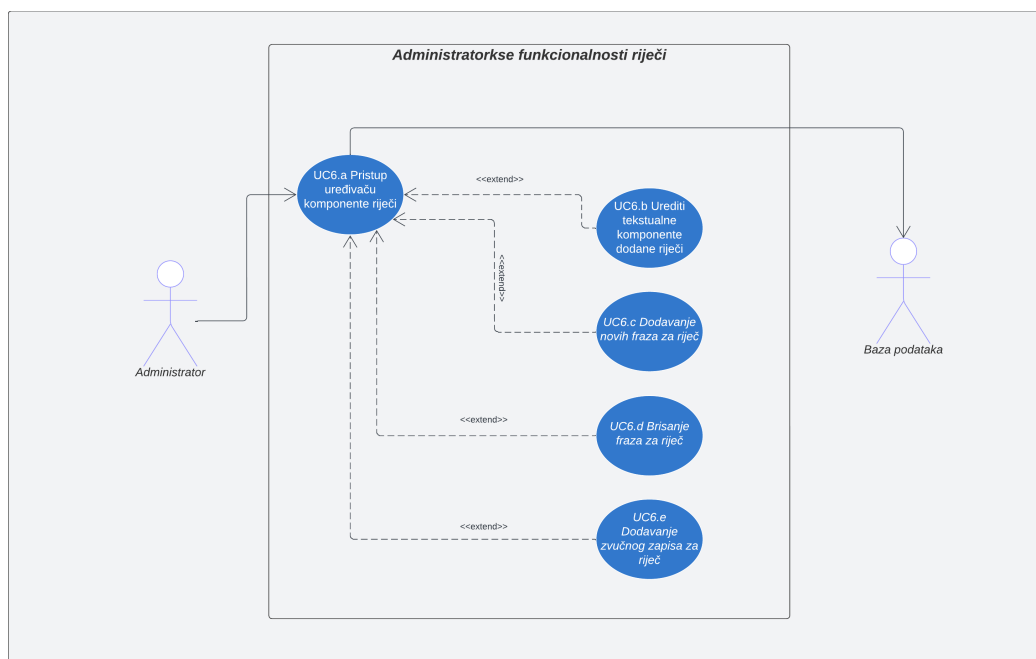 Administratorkse funkcionalnosti riječi
UC6.a Pristup
uređivaču
komponente riječi
<<extend>>
UC6.b Urediti
tekstualne
komponente
dodane riječi
<<extend>>
UC6.c Dodavanje
novih fraza za riječ
Administrator
Baza podataka
<<extend>>
UC6.d Brisanje
fraza za riječ
<<extend>>
UC6.e
Dodavanje
zvučnog zapisa za
riječ